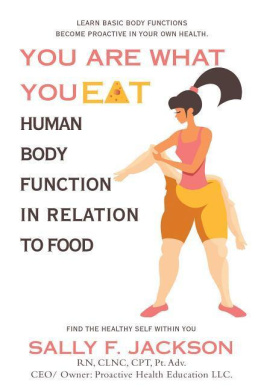 LEARN BASIC BODY FUNCTIONS
BECOME PROACTIVE IN YOUR OWN HEALTH.
YOU ARE WHAT
YOU EAT
HUMAN
BODY
FUNCTION
IN RELATION
TO FOOD
FIND THE HEALTHY SELF WITHIN YOU
SALLY F. JACKSON
RN, CLNC, CPT, Pt. Adv.
CEO/ Owner: Proactive Health Education LLC.